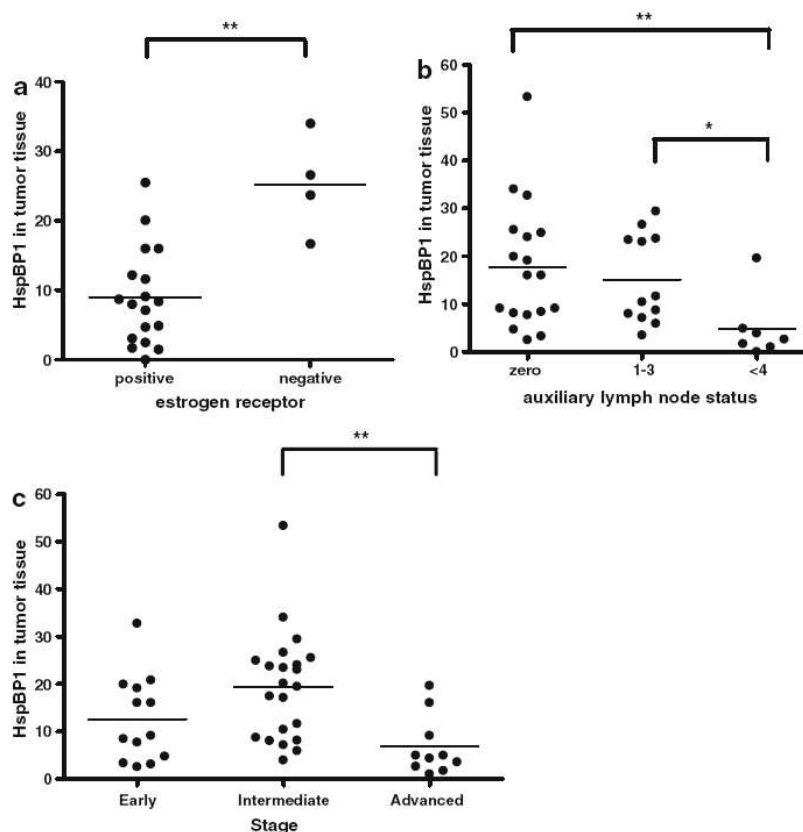 **
a
HspBP1 in tumor tissue
40
30
20
10
0
positive negative
estrogen receptor
**
b
*
HspBP1 in tumor tissue
60
50
40
30
20
10
0
zero 1-3 <4
auxiliary lymph node status
**
c
HspBP1 in tumor tissue
60
50
40
30
20
10
0
Early Intermediate Advanced
Stage